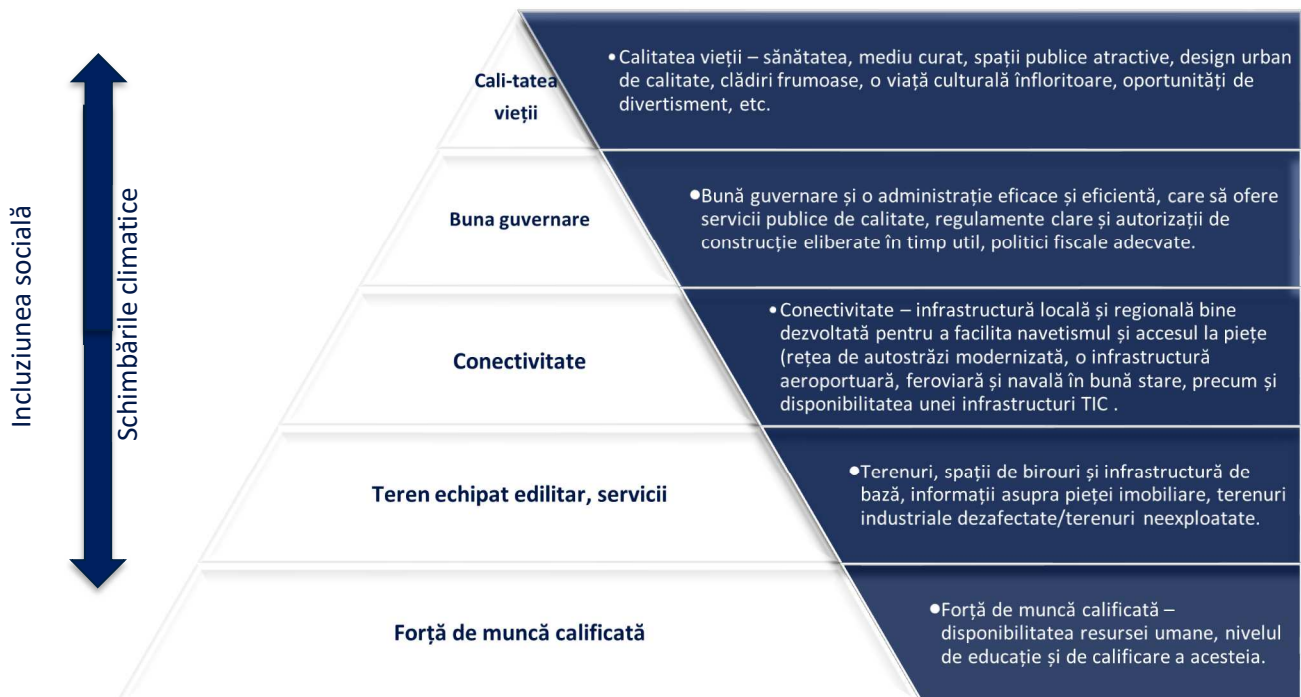 Incluziunea socială
Schimbările climatice
Cali-tatea
vieții
•Calitatea vieții – sănătatea, mediu curat, spații publice atractive, design urban
de calitate, clădiri frumoase, o viață culturală înfloritoare, oportunități de
divertisment, etc.
Buna guvernare
•Bună guvernare și o administrație eficace și eficientă, care să ofere
servicii publice de calitate, regulamente clare și autorizații de
construcție eliberate în timp util, politici fiscale adecvate.
Conectivitate
•Conectivitate – infrastructură locală și regională bine
dezvoltată pentru a facilita navetismul și accesul la piețe
(rețea de autostrăzi modernizată, o infrastructură
aeroportuară, feroviară și navală în bună stare, precum și
disponibilitatea unei infrastructuri TIC .
Teren echipat edilitar, servicii
•Terenuri, spații de birouri și infrastructură de
bază, informații asupra pieței imobiliare, terenuri
industriale dezafectate/terenuri neexploatate.
Forță de muncă calificată
•Forță de muncă calificată –
disponibilitatea resursei umane, nivelul
de educație și de calificare a acesteia.